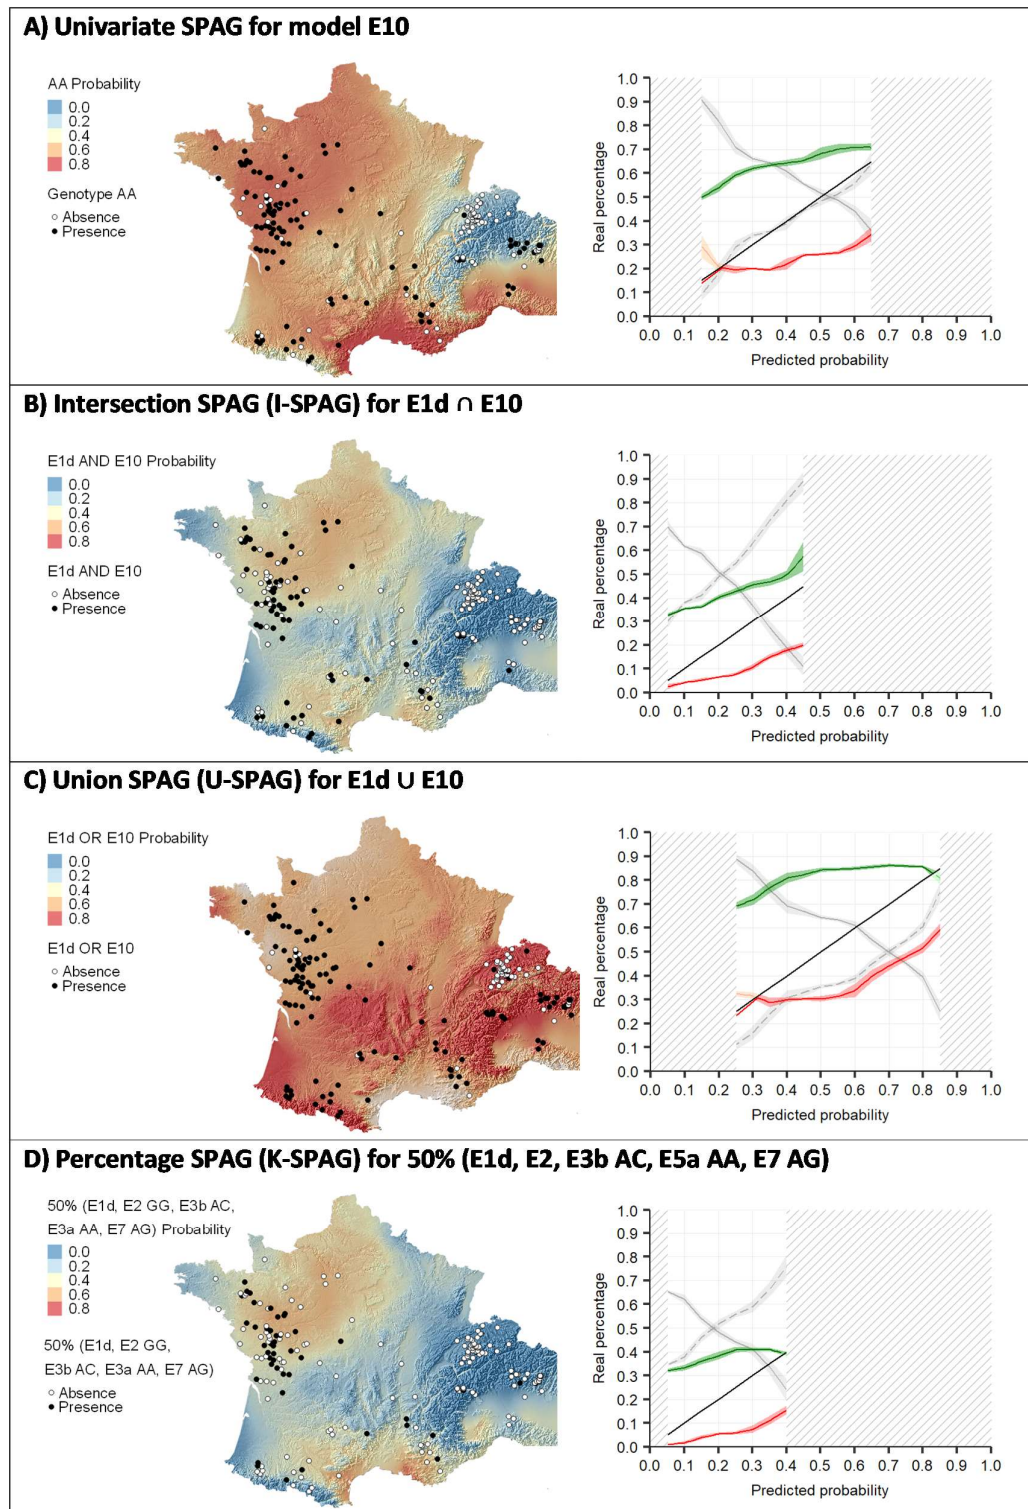 A) Univariate SPAG for model E10
AA Probability
0.0
0.2
0.4
0.6
0.8
Genotype AA
Absence
Presence
Real percentage
1.0
0.9
0.8
0.7
0.6
0.5
0.4
0.3
0.2
0.1
0.0
0.0 0.1 0.2 0.3 0.4 0.5 0.6 0.7 0.8 0.9 1.0
Predicted probability
B) Intersection SPAG (I-SPAG) for E1d ∩ E10
E1d AND E10 Probability
0.0
0.2
0.4
0.6
0.8
E1d AND E10
Absence
Presence
Real percentage
1.0
0.9
0.8
0.7
0.6
0.5
0.4
0.3
0.2
0.1
0.0
0.0 0.1 0.2 0.3 0.4 0.5 0.6 0.7 0.8 0.9 1.0
Predicted probability
C) Union SPAG (U-SPAG) for E1d ∪ E10
E1d OR E10 Probability
0.0
0.2
0.4
0.6
0.8
E1d OR E10
Absence
Presence
Real percentage
1.0
0.9
0.8
0.7
0.6
0.5
0.4
0.3
0.2
0.1
0.0
0.0 0.1 0.2 0.3 0.4 0.5 0.6 0.7 0.8 0.9 1.0
Predicted probability
D) Percentage SPAG (K-SPAG) for 50% (E1d, E2, E3b AC, E5a AA, E7 AG)
50% (E1d, E2 GG, E3b AC,
E3a AA, E7 AG) Probability
0.0
0.2
0.4
0.6
0.8
50% (E1d, E2 GG,
E3b AC, E3a AA, E7 AG)
Absence
Presence
Real percentage
1.0
0.9
0.8
0.7
0.6
0.5
0.4
0.3
0.2
0.1
0.0
0.0 0.1 0.2 0.3 0.4 0.5 0.6 0.7 0.8 0.9 1.0
Predicted probability